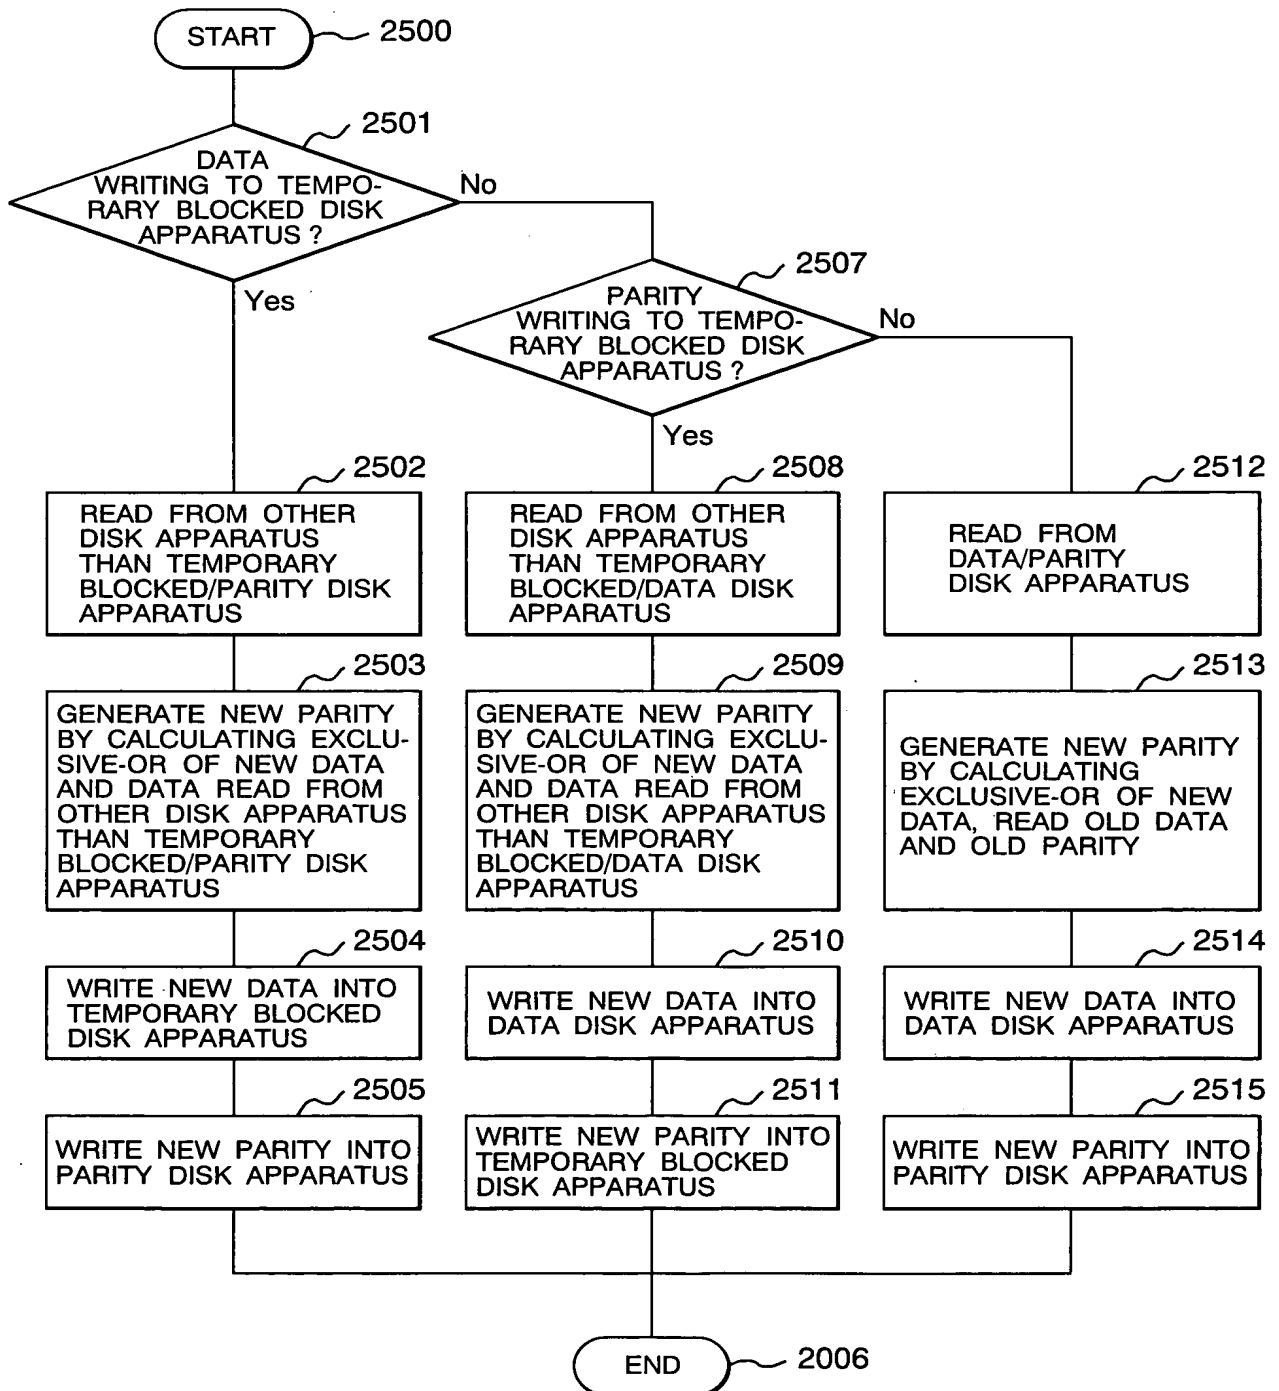 START
2500
2501
DATA
WRITING TO TEMPO-
RARY BLOCKED DISK
APPARATUS ?
No
Yes
2507
PARITY
WRITING TO TEMPO-
RARY BLOCKED DISK
APPARATUS ?
No
Yes
2502
READ FROM OTHER
DISK APPARATUS
THAN TEMPORARY
BLOCKED/PARITY DISK
APPARATUS
2508
READ FROM OTHER
DISK APPARATUS
THAN TEMPORARY
BLOCKED/DATA DISK
APPARATUS
2512
READ FROM
DATA/PARITY
DISK APPARATUS
2503
GENERATE NEW PARITY
BY CALCULATING EXCLU-
SIVE-OR OF NEW DATA
AND DATA READ FROM
OTHER DISK APPARATUS
THAN TEMPORARY
BLOCKED/PARITY DISK
APPARATUS
2509
GENERATE NEW PARITY
BY CALCULATING EXCLU-
SIVE-OR OF NEW DATA
AND DATA READ FROM
OTHER DISK APPARATUS
THAN TEMPORARY
BLOCKED/DATA DISK
APPARATUS
2513
GENERATE NEW PARITY
BY CALCULATING
EXCLUSIVE-OR OF NEW
DATA, READ OLD DATA
AND OLD PARITY
2504
WRITE NEW DATA INTO
TEMPORARY BLOCKED
DISK APPARATUS
2510
WRITE NEW DATA INTO
DATA DISK APPARATUS
2514
WRITE NEW DATA INTO
DATA DISK APPARATUS
2505
WRITE NEW PARITY INTO
PARITY DISK APPARATUS
2511
WRITE NEW PARITY INTO
TEMPORARY BLOCKED
DISK APPARATUS
2515
WRITE NEW PARITY INTO
PARITY DISK APPARATUS
END
2006